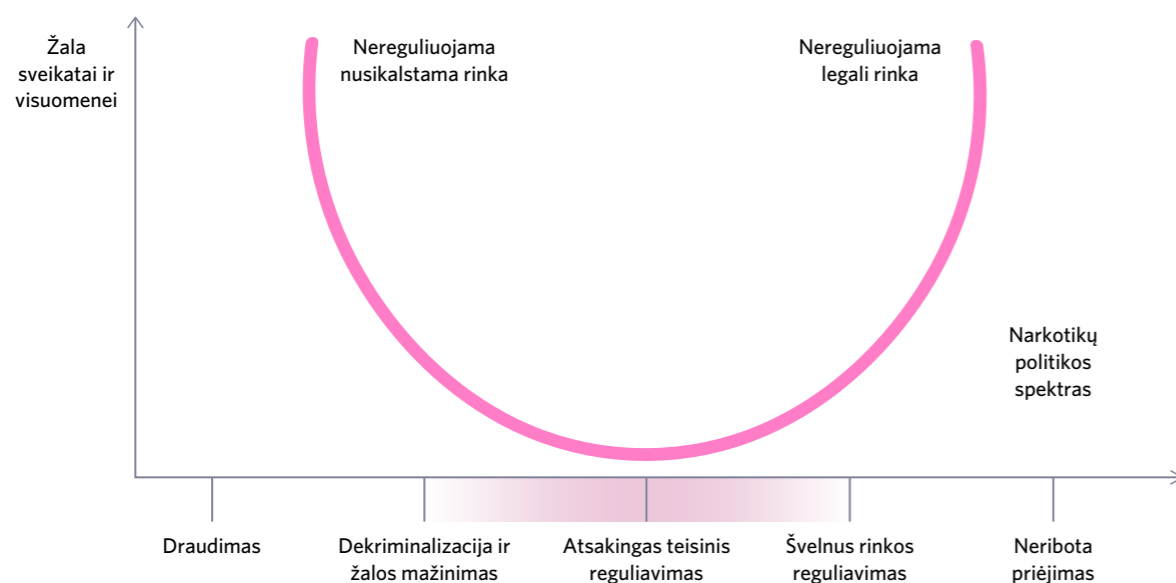 Žala
sveikatai ir
visuomenei
Nereguliuojama
nusikalstama rinka
Nereguliuojama
legali rinka
Narkotikų
politikos
spektras
Draudimas
Dekriminalizacija ir
žalos mažinimas
Atsakingas teisinis
reguliavimas
Švelnus rinkos
reguliavimas
Neribota
priėjimas